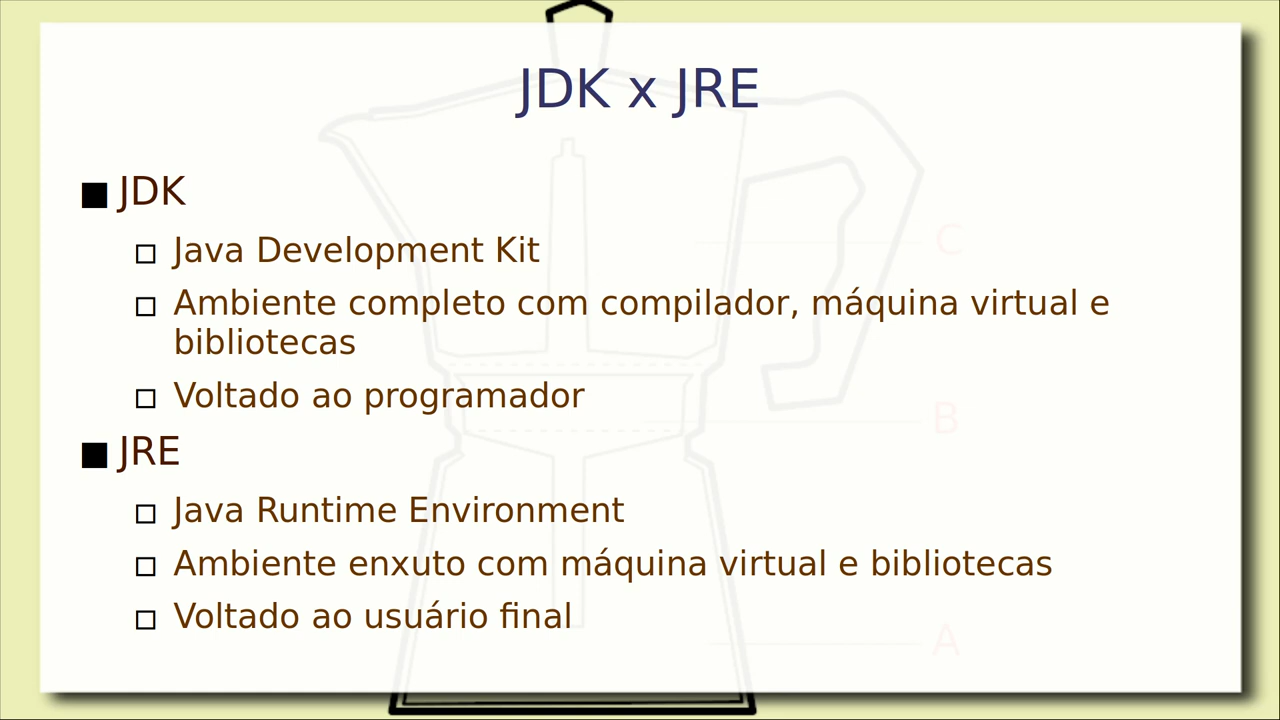 JDK x JRE
JDK
Java Development Kit
Ambiente completo com compilador, máquina virtual e
bibliotecas
Voltado ao programador
JRE
Java Runtime Environment
Ambiente enxuto com máquina virtual e bibliotecas
Voltado ao usuário final
C
B
A